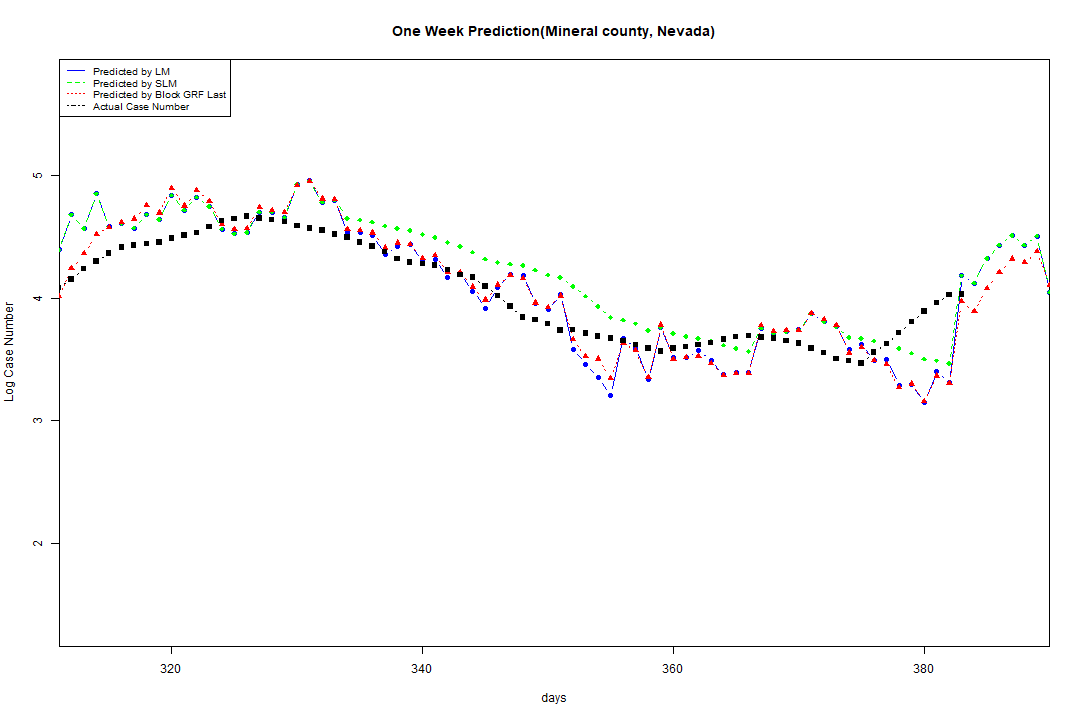 One Week Prediction(Mineral county, Nevada)
Predicted by LM
Predicted by SLM
Predicted by Block GRF Last
Actual Case Number
5
4
3
2
Log Case Number
320
340
360
380
days